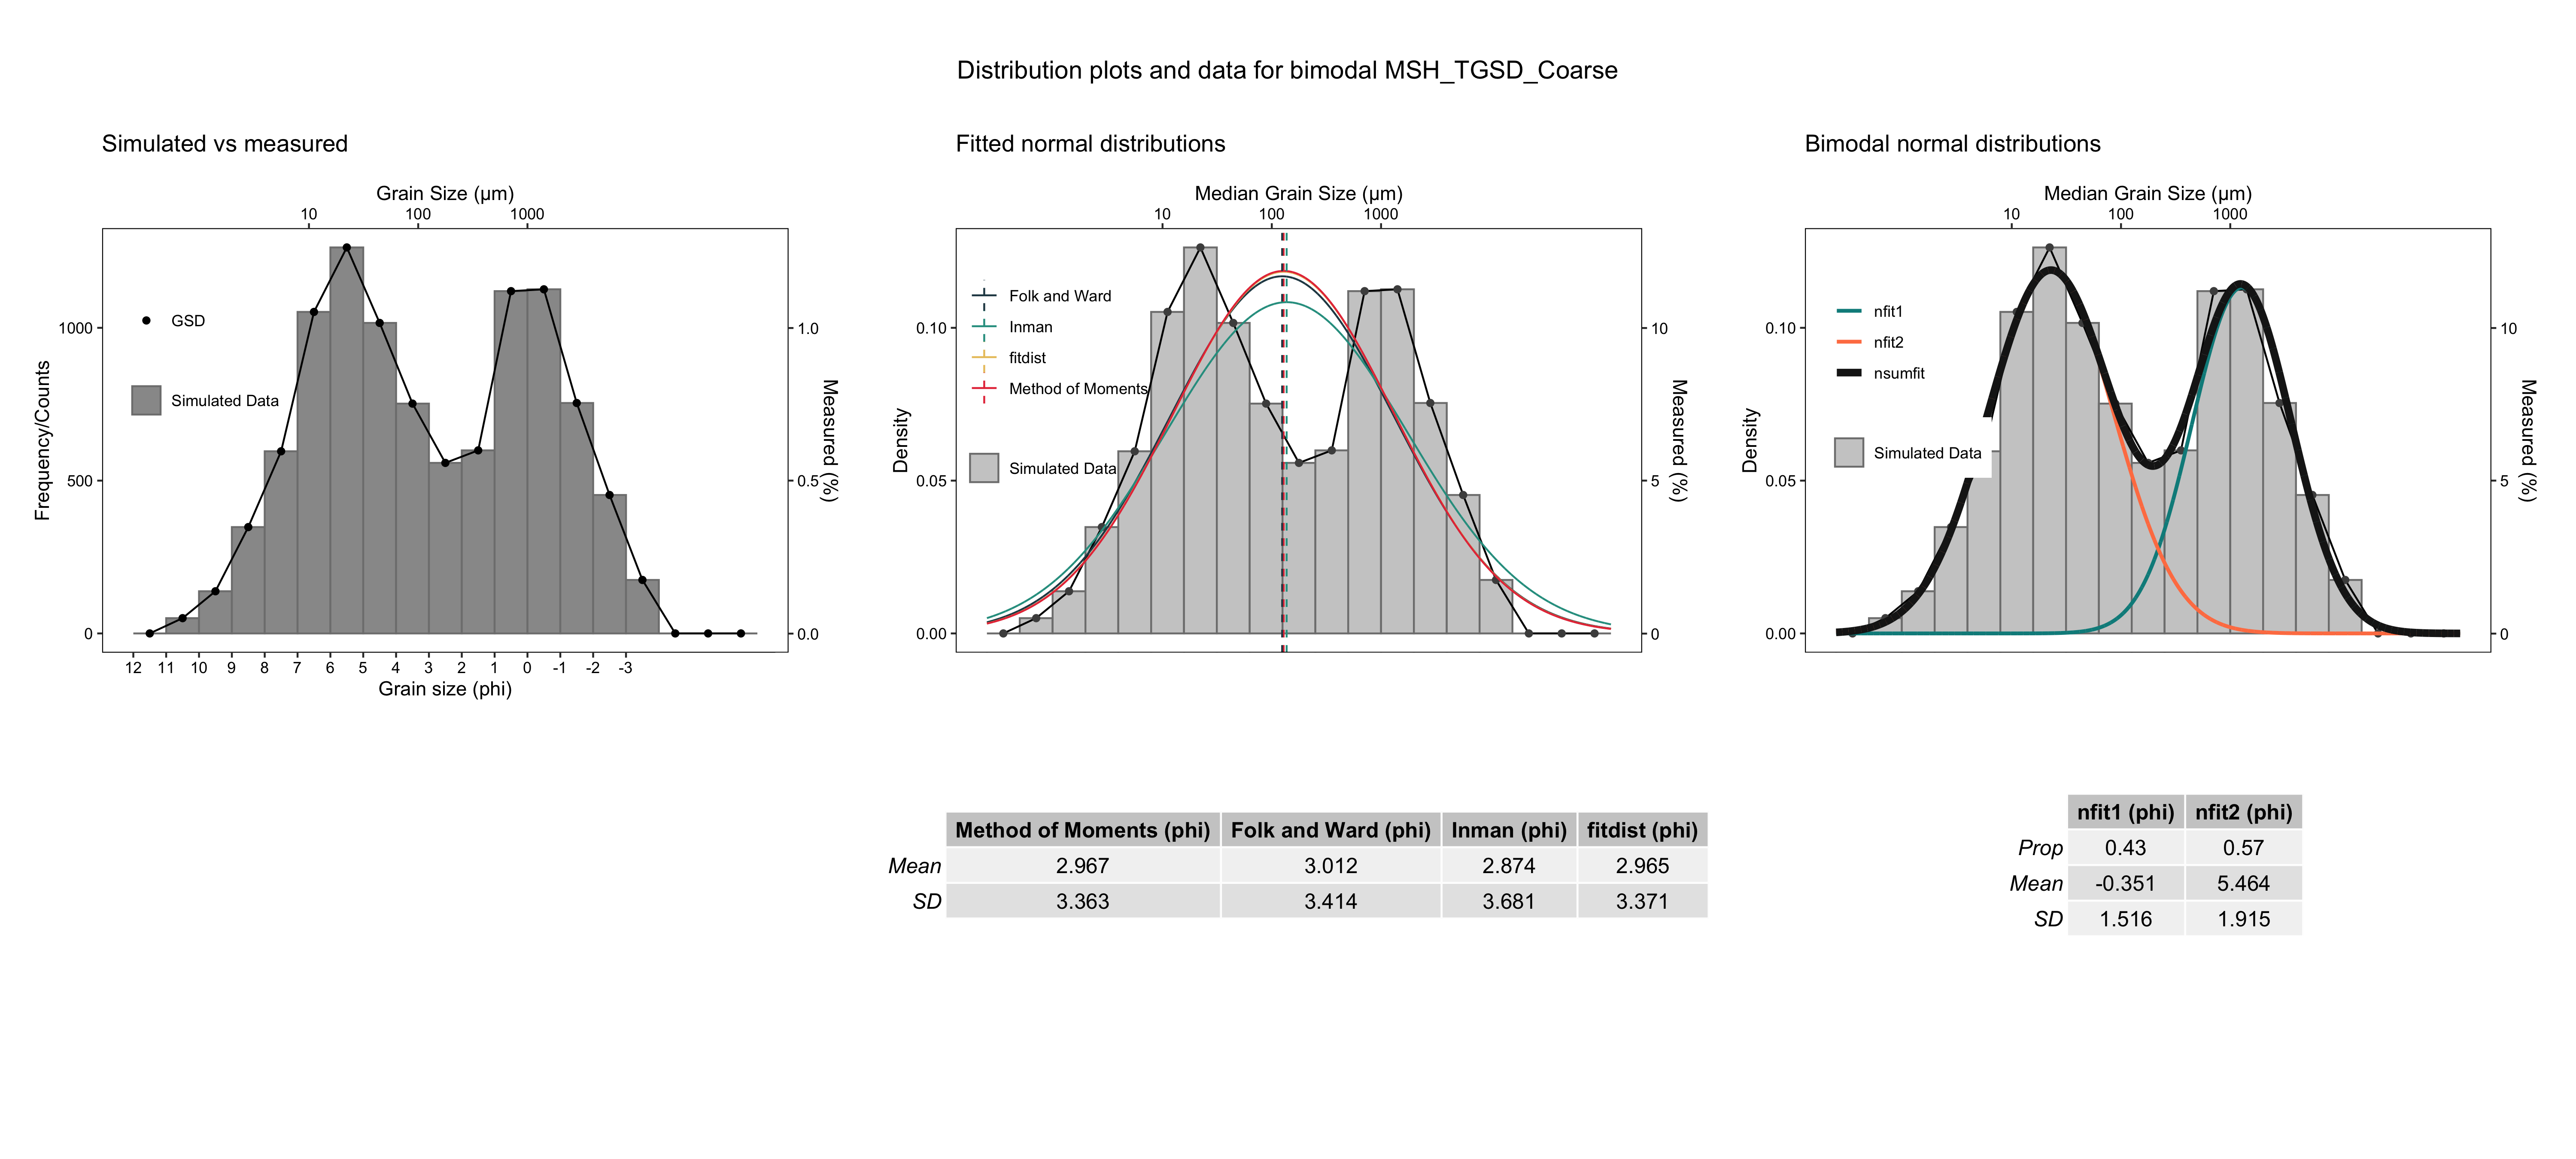 Distribution plots and data for bimodal MSH_TGSD_Coarse
Simulated vs measured
Grain Size (µm)
10 100 1000
GSD
Simulated Data
Frequency/Counts
1000
500
0
Measured (%)
1.0
0.5
0.0
12 11 10 9 8 7 6 5 4 3 2 1 0 -1 -2 -3
Grain size (phi)
Fitted normal distributions
Median Grain Size (µm)
10 100 1000
Folk and Ward
Inman
fitdist
Method of Moments
Simulated Data
Density
0.10
0.05
0.00
Measured (%)
10
5
0
Bimodal normal distributions
Median Grain Size (µm)
10 100 1000
nfit1
nfit2
nsumfit
Simulated Data
Density
0.10
0.05
0.00
Measured (%)
10
5
0
Method of Moments (phi) Folk and Ward (phi) Inman (phi) fitdist (phi)
Mean 2.967 3.012 2.874 2.965
SD 3.363 3.414 3.681 3.371
nfit1 (phi) nfit2 (phi)
Prop 0.43 0.57
Mean -0.351 5.464
SD 1.516 1.915